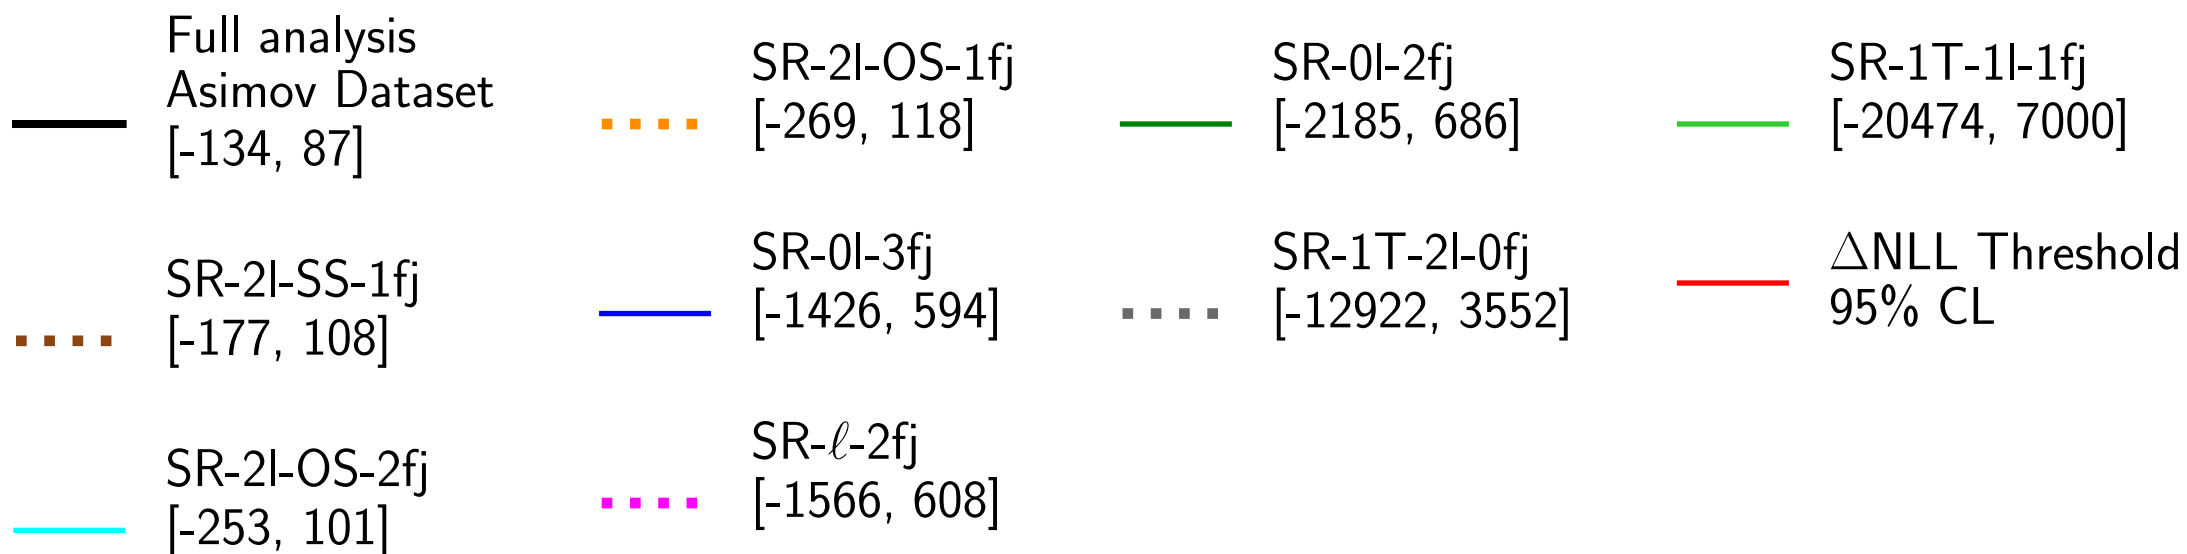 Full analysis
Asimov Dataset
[-134, 87]
SR-2l-SS-1fj
[-177, 108]
SR-2l-OS-2fj
[-253, 101]
SR-2l-OS-1fj
[-269, 118]
SR-0l-3fj
[-1426, 594]
SR-ℓ-2fj
[-1566, 608]
SR-0l-2fj
[-2185, 686]
SR-1T-2l-0fj
[-12922, 3552]
SR-1T-1l-1fj
[-20474, 7000]
ΔNLL Threshold
95% CL